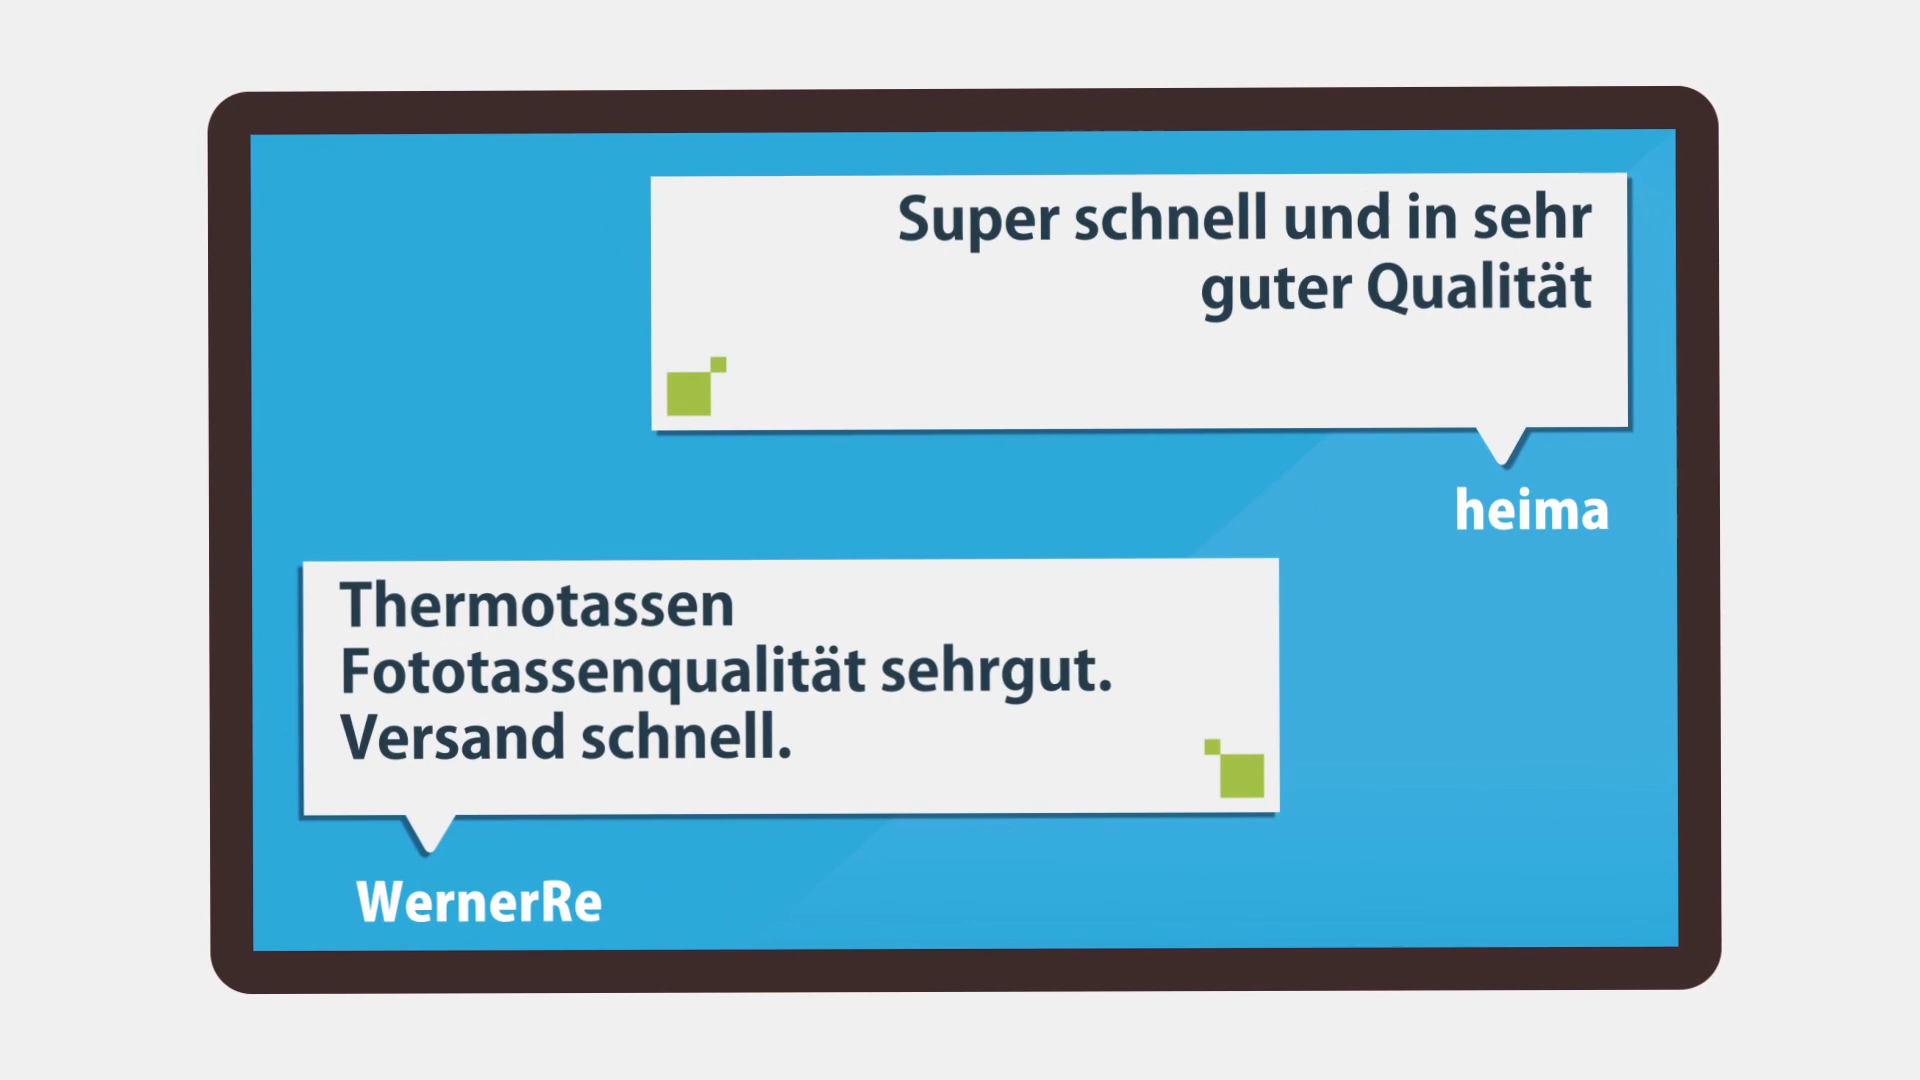 Super schnell und in sehr
guter Qualität
heima
Thermotassen
Fototassenqualität sehrgut.
Versand schnell.
WernerRe